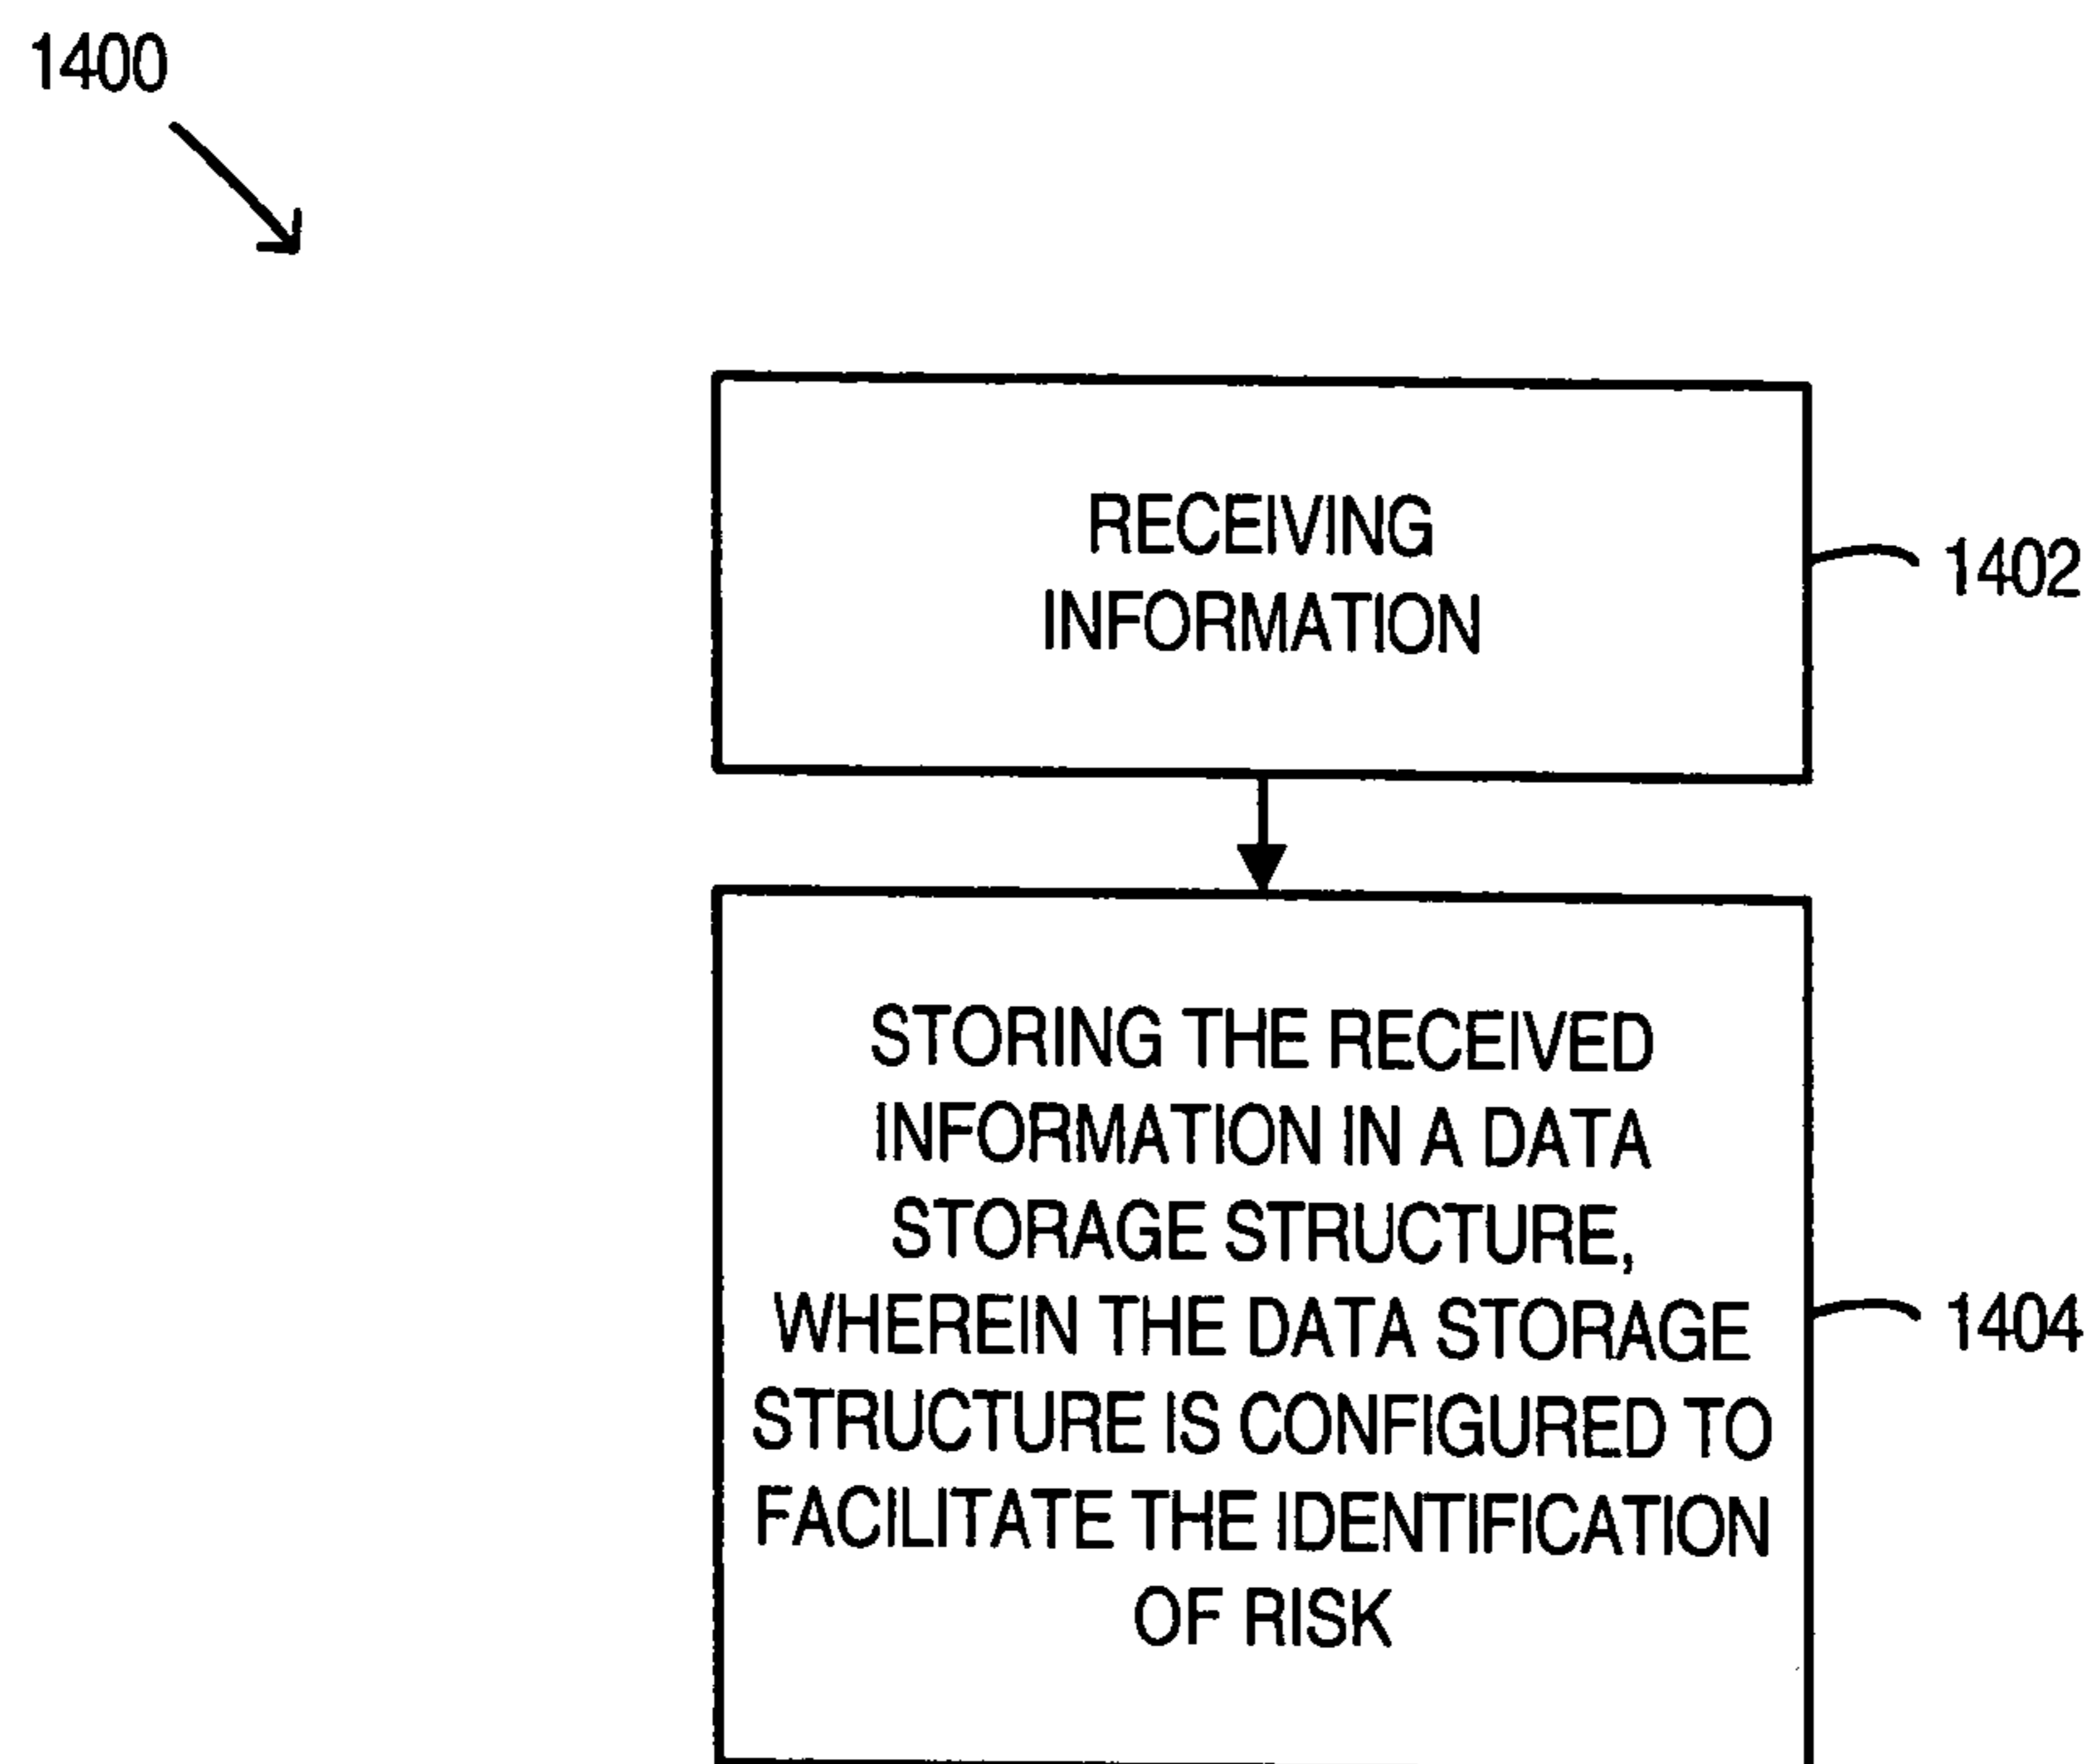 1400
RECEIVING
INFORMATION
1402
STORING THE RECEIVED
INFORMATION IN A DATA
STORAGE STRUCTURE,
WHEREIN THE DATA STORAGE
STRUCTURE IS CONFIGURED TO
FACILITATE THE IDENTIFICATION
OF RISK
1404